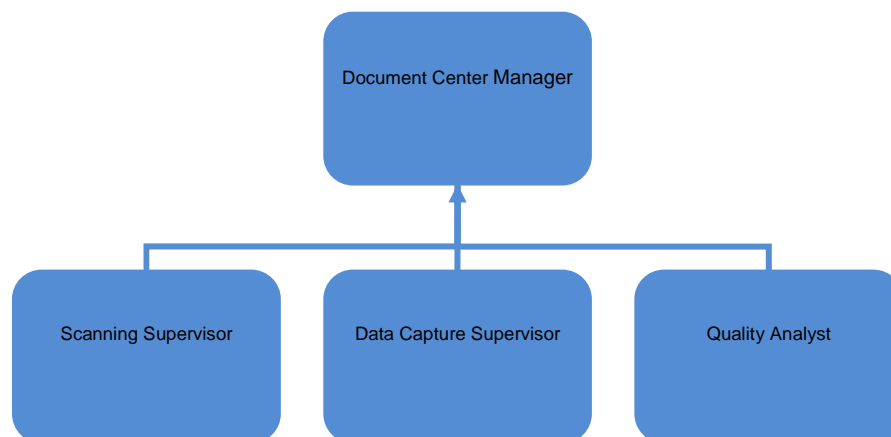 Document Center Manager
Scanning Supervisor
Data Capture Supervisor
Quality Analyst